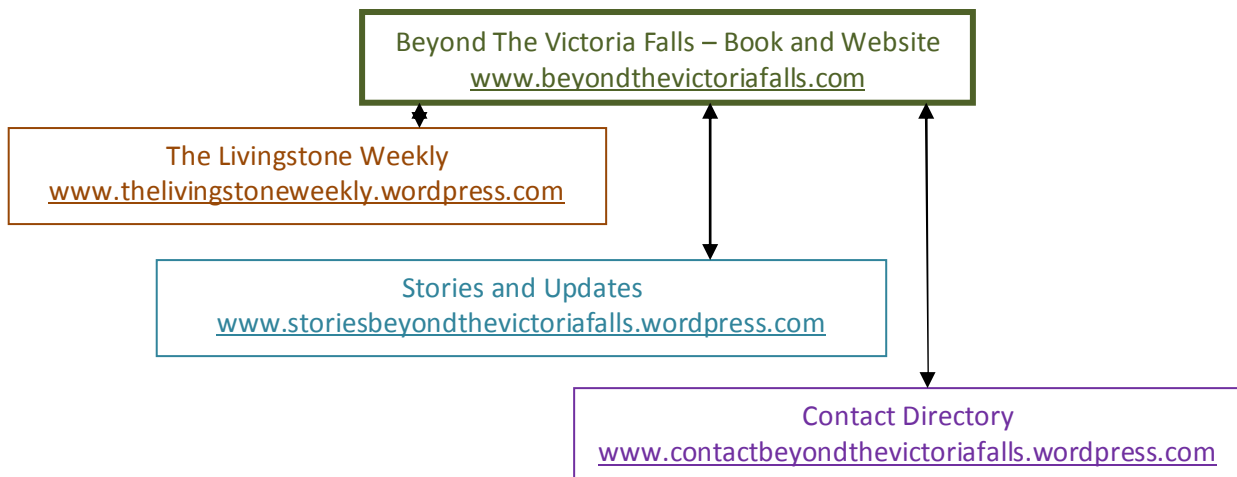 Beyond The Victoria Falls – Book and Website
www.beyondthevictoriafalls.com
The Livingstone Weekly
www.thelivingstoneweekly.wordpress.com
Stories and Updates
www.storiesbeyondthevictoriafalls.wordpress.com
Contact Directory
www.contactbeyondthevictoriafalls.wordpress.com